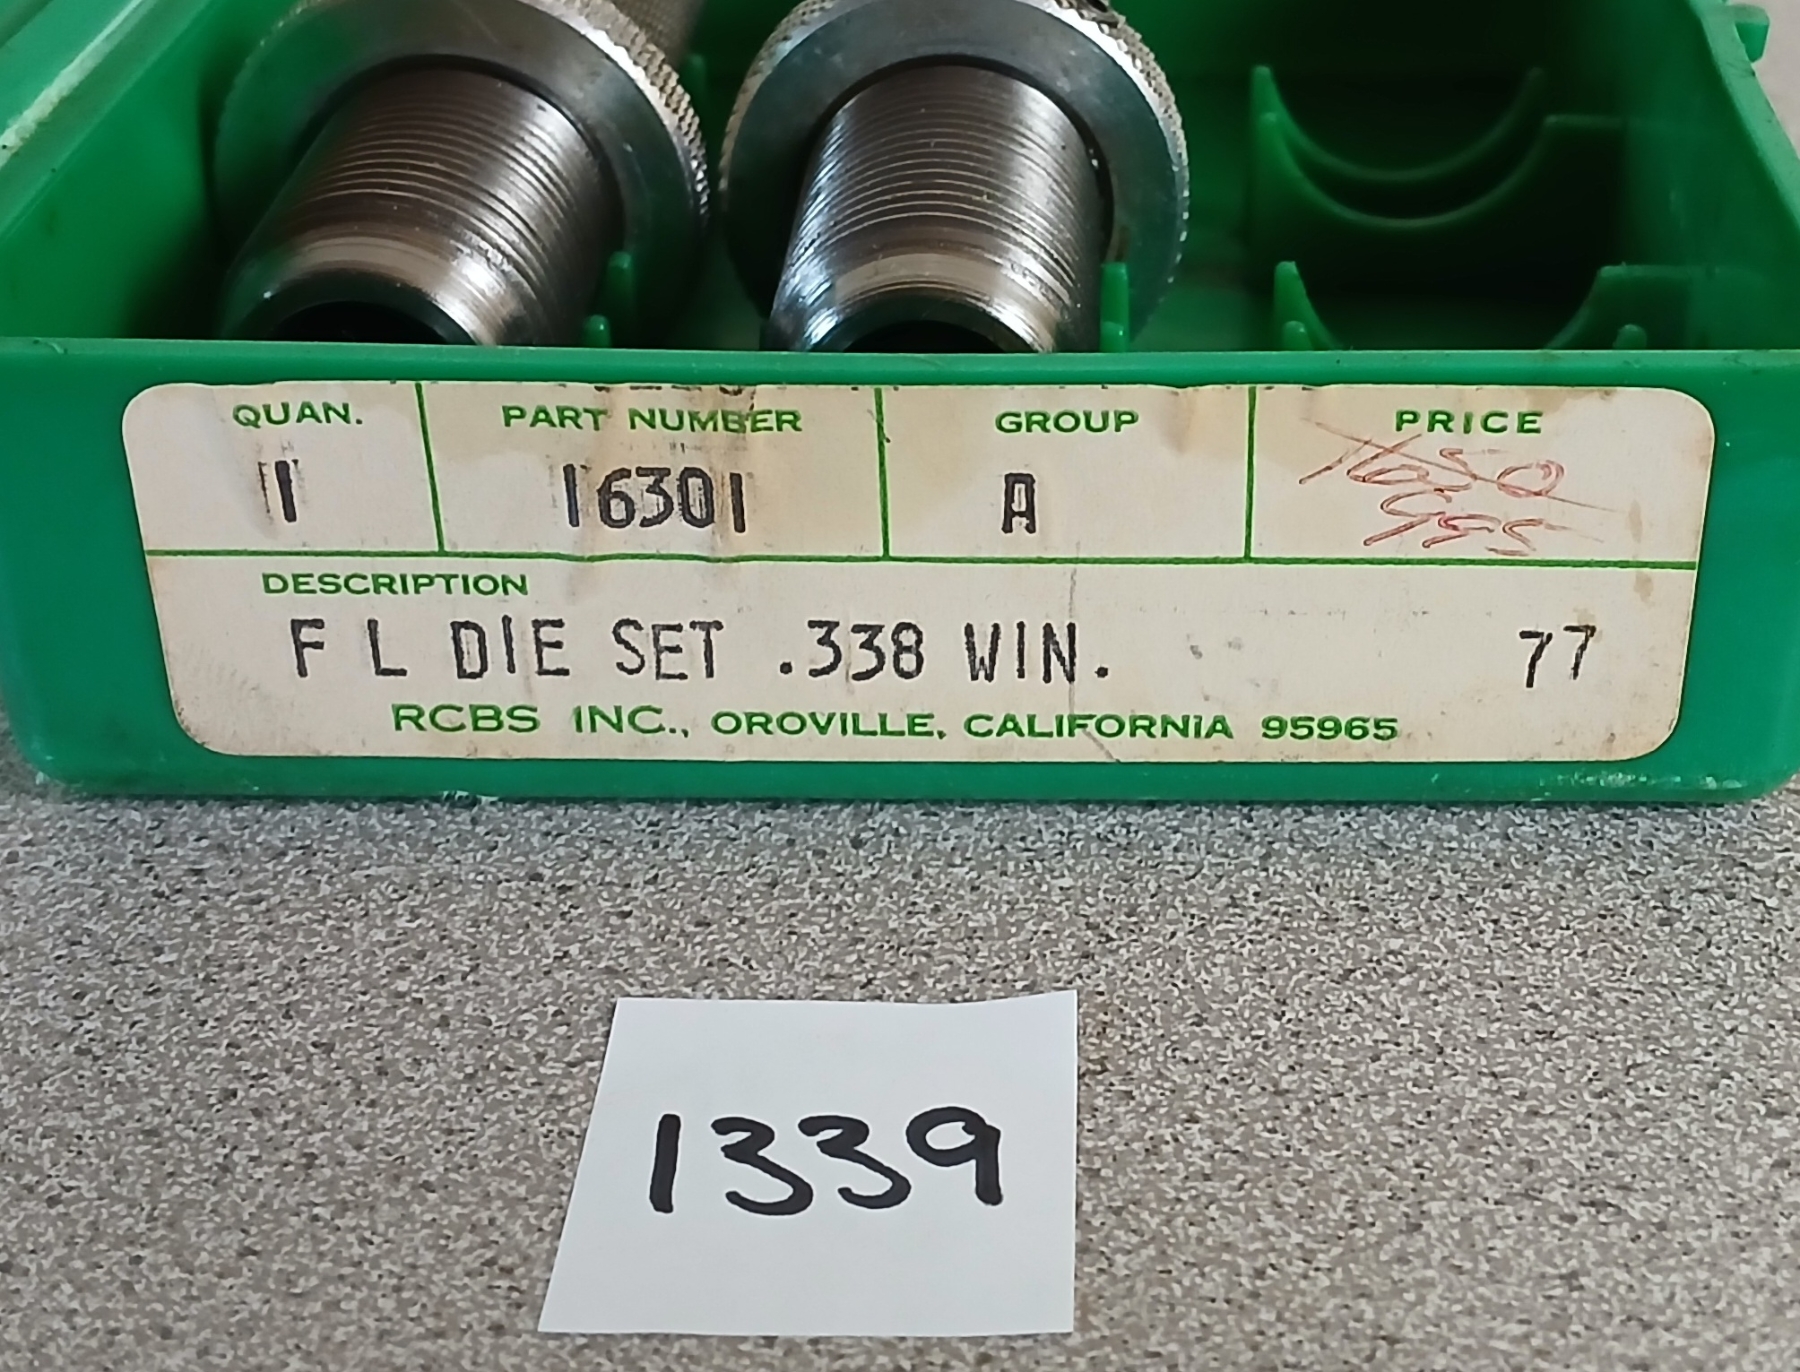 QUAN. PART NUMBER GROUP PRICE
1 16301 A
995
DESCRIPTION
F L DIE SET .338 WIN. 77
RCBS INC., OROVILLE, CALIFORNIA 95965
1339